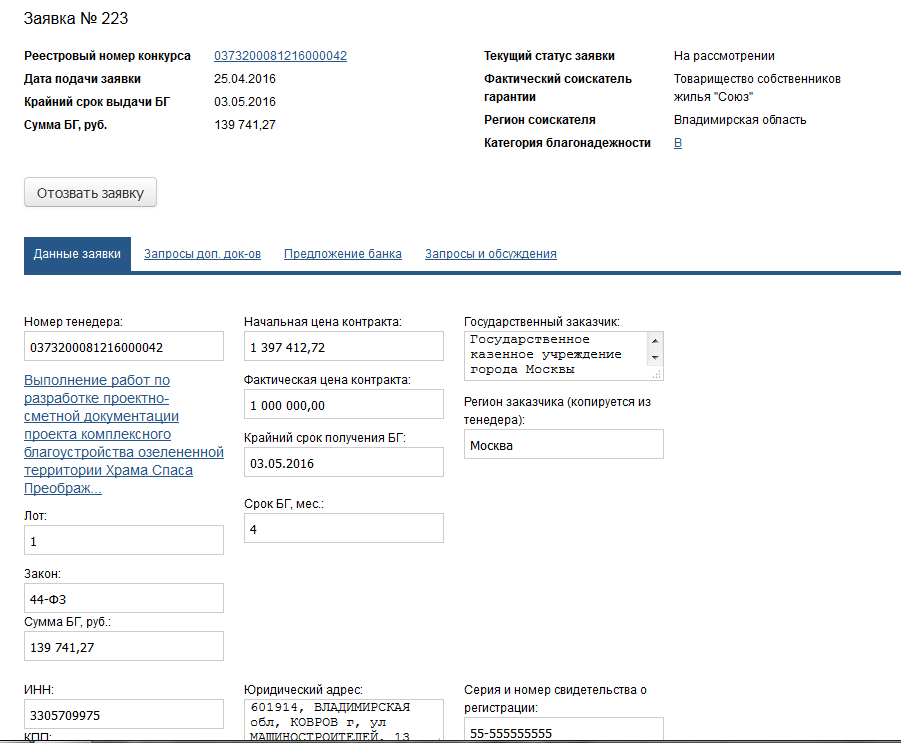 Заявка № 223
Реестровый номер конкурса 0373200081216000042
Дата подачи заявки 25.04.2016
Крайний срок выдачи БГ 03.05.2016
Сумма БГ, руб. 139 741,27
Текущий статус заявки На рассмотрении
Фактический соискатель гарантии Товарищество собственников
жилья "Союз"
Регион соискателя Владимирская область
Категория благонадежности B
Отозвать заявку
Данные заявки Запросы доп. док-ов Предложение банка Запросы и обсуждения
Номер тенедера:
0373200081216000042
Выполнение работ по
разработке проектно-
сметной документации
проекта комплексного
благоустройства озелененной
территории Храма Спаса
Преображ...
Лот:
1
Закон:
44-ФЗ
Сумма БГ, руб.:
139 741,27
Начальная цена контракта:
1 397 412,72
Фактическая цена контракта:
1 000 000,00
Крайний срок получения БГ:
03.05.2016
Срок БГ, мес.:
4
Государственный заказчик:
Государственное
казенное учреждение
города Москвы
Регион заказчика (копируется из
тенедера):
Москва
ИНН:
3305709975
КПП:
Юридический адрес:
601914, ВЛАДИМИРСКАЯ
обл, КОВРОВ г, ул
МАШИНОСТРОИТЕЛЕЙ, 13
Серия и номер свидетельства о
регистрации:
55-555555555